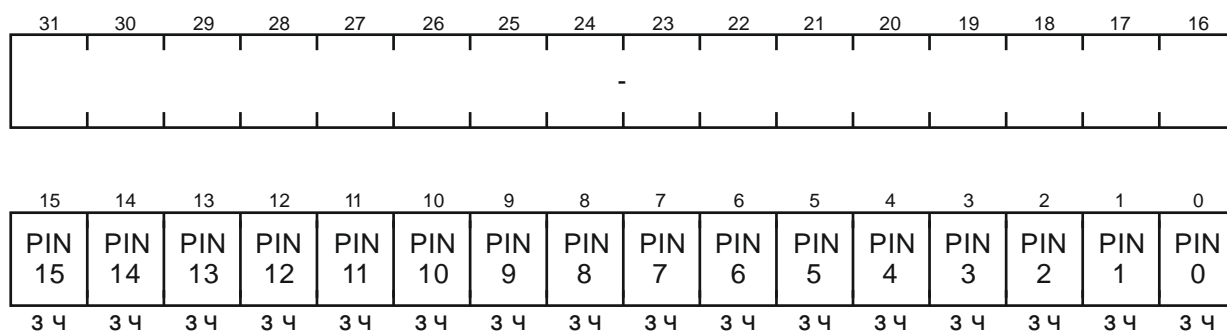 31 30 29 28 27 26 25 24 23 22 21 20 19 18 17 16
-
15 14 13 12 11 10 9 8 7 6 5 4 3 2 1 0
PIN PIN PIN PIN PIN PIN PIN PIN PIN PIN PIN PIN PIN PIN PIN PIN
15 14 13 12 11 10 9 8 7 6 5 4 3 2 1 0
З Ч З Ч З Ч З Ч З Ч З Ч З Ч З Ч З Ч З Ч З Ч З Ч З Ч З Ч З Ч З Ч